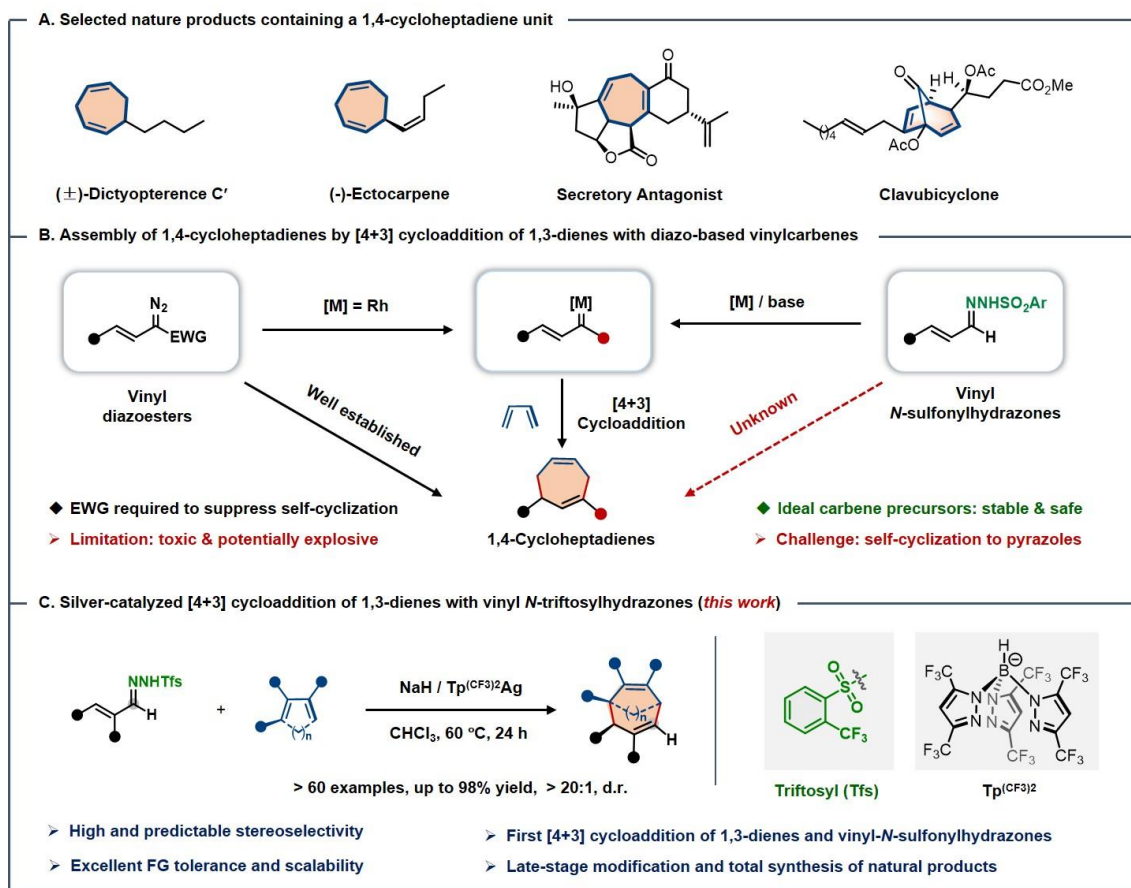 A. Selected nature products containing a 1,4-cycloheptadiene unit
HO
O
O
O
O
H
H
OAc
CO2Me
( )4
AcO
(±)-Dictyopterence C′
(-)-Ectocarpene
Secretory Antagonist
Clavubicyclone
B. Assembly of 1,4-cycloheptadienes by [4+3] cycloaddition of 1,3-dienes with diazo-based vinylcarbenes
N2
EWG
[M] = Rh
[M]
[M] / base
NNHSO2Ar
H
Vinyl
diazoesters
Well established
[4+3]
Cycloaddition
Unknown
Vinyl
N-sulfonylhydrazones
◆ EWG required to suppress self-cyclization
➢ Limitation: toxic & potentially explosive
1,4-Cycloheptadienes
◆ Ideal carbene precursors: stable & safe
➢ Challenge: self-cyclization to pyrazoles
C. Silver-catalyzed [4+3] cycloaddition of 1,3-dienes with vinyl N-triftosylhydrazones (this work)
NNHTfs
H
+
( )n
NaH / Tp(CF3)2Ag
CHCl3, 60 °C, 24 h
( )n
H
O
S
O
CF3
Triftosyl (Tfs)
H
B
⊖
F3C
CF3
CF3
N
N
N
N
N
N
F3C
CF3
CF3
Tp(CF3)2
> 60 examples, up to 98% yield, > 20:1, d.r.
➢ High and predictable stereoselectivity
➢ Excellent FG tolerance and scalability
➢ First [4+3] cycloaddition of 1,3-dienes and vinyl-N-sulfonylhydrazones
➢ Late-stage modification and total synthesis of natural products